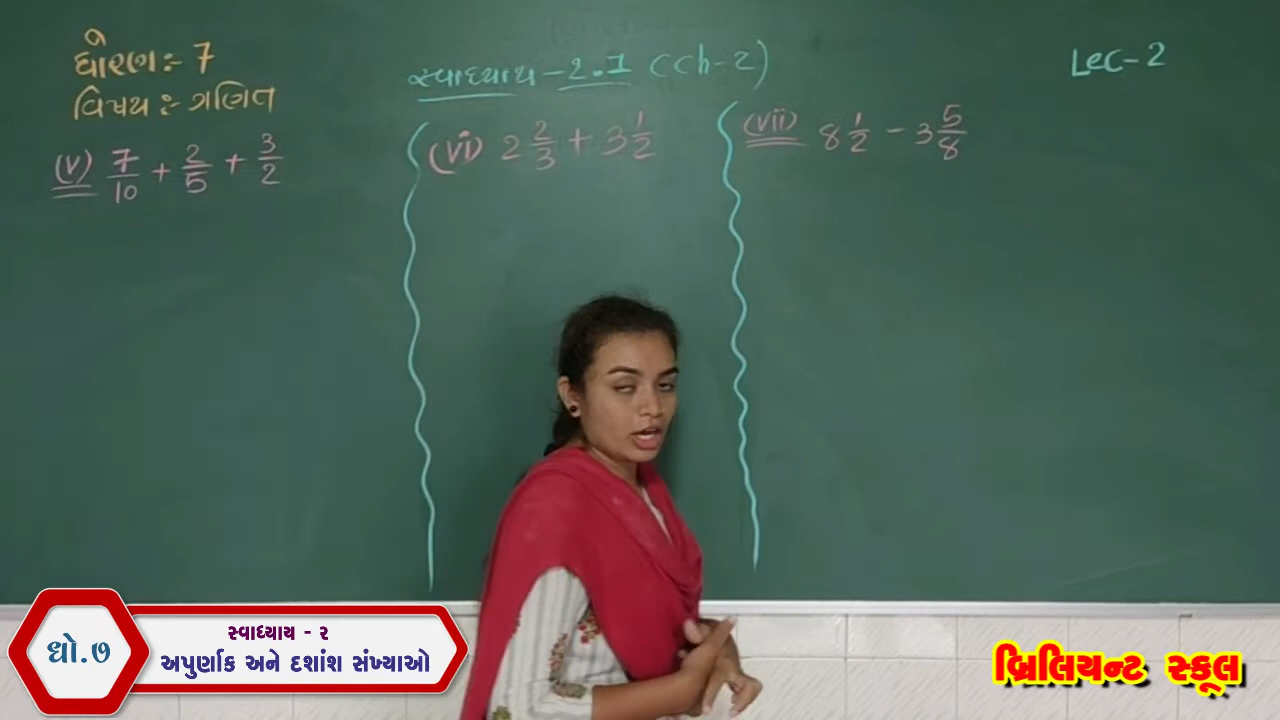 ધોરણ :- 7
વિષય :- ગણિત
સ્વાધ્યાય - 2.1 (Ch-2)
Lec-2
(v) 7/10 + 2/5 + 3/2
(vi) 2 2/3 + 3 1/2
(vii) 8 1/2 - 3 5/8
ધો.૭
સ્વાધ્યાય - ૨
અપુર્ણાક અને દશાંશ સંખ્યાઓ
બ્રિલિયન્ટ સ્કૂલ